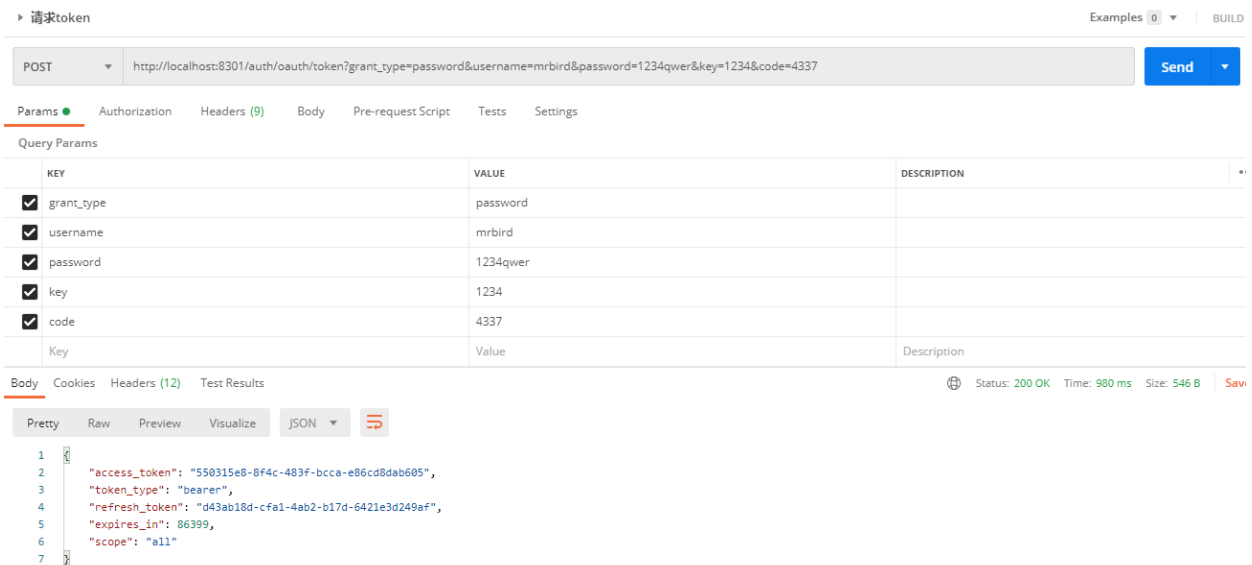 请求token
Examples 0
BUILD
POST
http://localhost:8301/auth/oauth/token?grant_type=password&username=mrbird&password=1234qwer&key=1234&code=4337
Send
Params
Authorization
Headers (9)
Body
Pre-request Script
Tests
Settings
Query Params
KEY VALUE DESCRIPTION
grant_type password
username mrbird
password 1234qwer
key 1234
code 4337
Key Value Description
Body Cookies Headers (12) Test Results
Status: 200 OK Time: 980 ms Size: 546 B
Save
Pretty Raw Preview Visualize JSON
1 {
2 "access_token": "550315e8-8f4c-483f-bcca-e86cd8dab605",
3 "token_type": "bearer",
4 "refresh_token": "d43ab18d-cfa1-4ab2-b17d-6421e3d249af",
5 "expires_in": 86399,
6 "scope": "all"
7 }